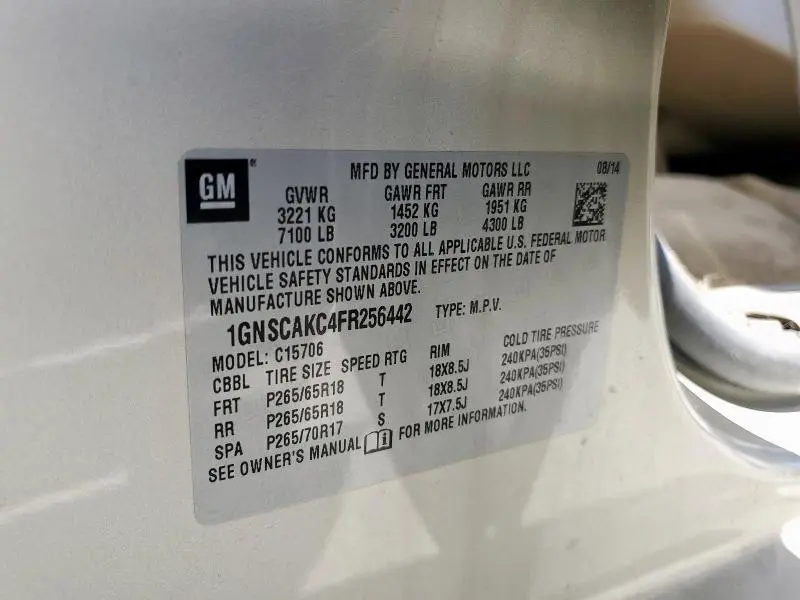 GM® MFD BY GENERAL MOTORS LLC 08/14
GVWR GAWR FRT GAWR RR
3221 KG 1452 KG 1951 KG
7100 LB 3200 LB 4300 LB
THIS VEHICLE CONFORMS TO ALL APPLICABLE U.S. FEDERAL MOTOR
VEHICLE SAFETY STANDARDS IN EFFECT ON THE DATE OF
MANUFACTURE SHOWN ABOVE.
1GNSCAKC4FR256442 TYPE: M.P.V.
MODEL: C15706
CBBL TIRE SIZE SPEED RTG RIM COLD TIRE PRESSURE
FRT P265/65R18 T 18X8.5J 240KPA(35PSI)
RR P265/65R18 T 18X8.5J 240KPA(35PSI)
SPA P265/70R17 S 17X7.5J 240KPA(35PSI)
SEE OWNER'S MANUAL FOR MORE INFORMATION.